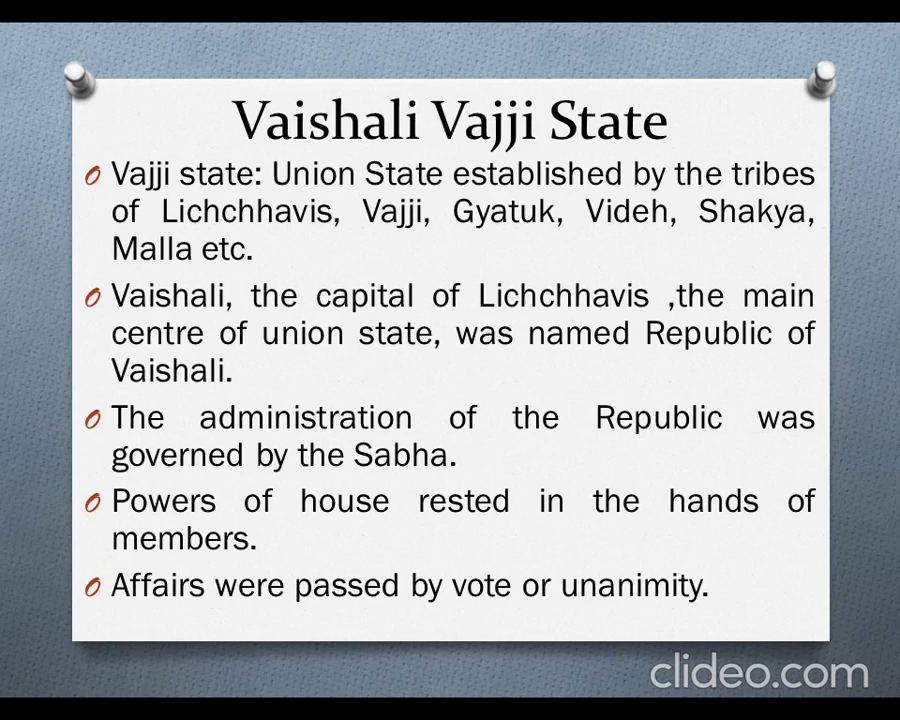 Vaishali Vajji State
Vajji state: Union State established by the tribes
of Lichchhavis, Vajji, Gyatuk, Videh, Shakya,
Malla etc.
Vaishali, the capital of Lichchhavis ,the main
centre of union state, was named Republic of
Vaishali.
The administration of the Republic was
governed by the Sabha.
Powers of house rested in the hands of
members.
Affairs were passed by vote or unanimity.
clideo.com